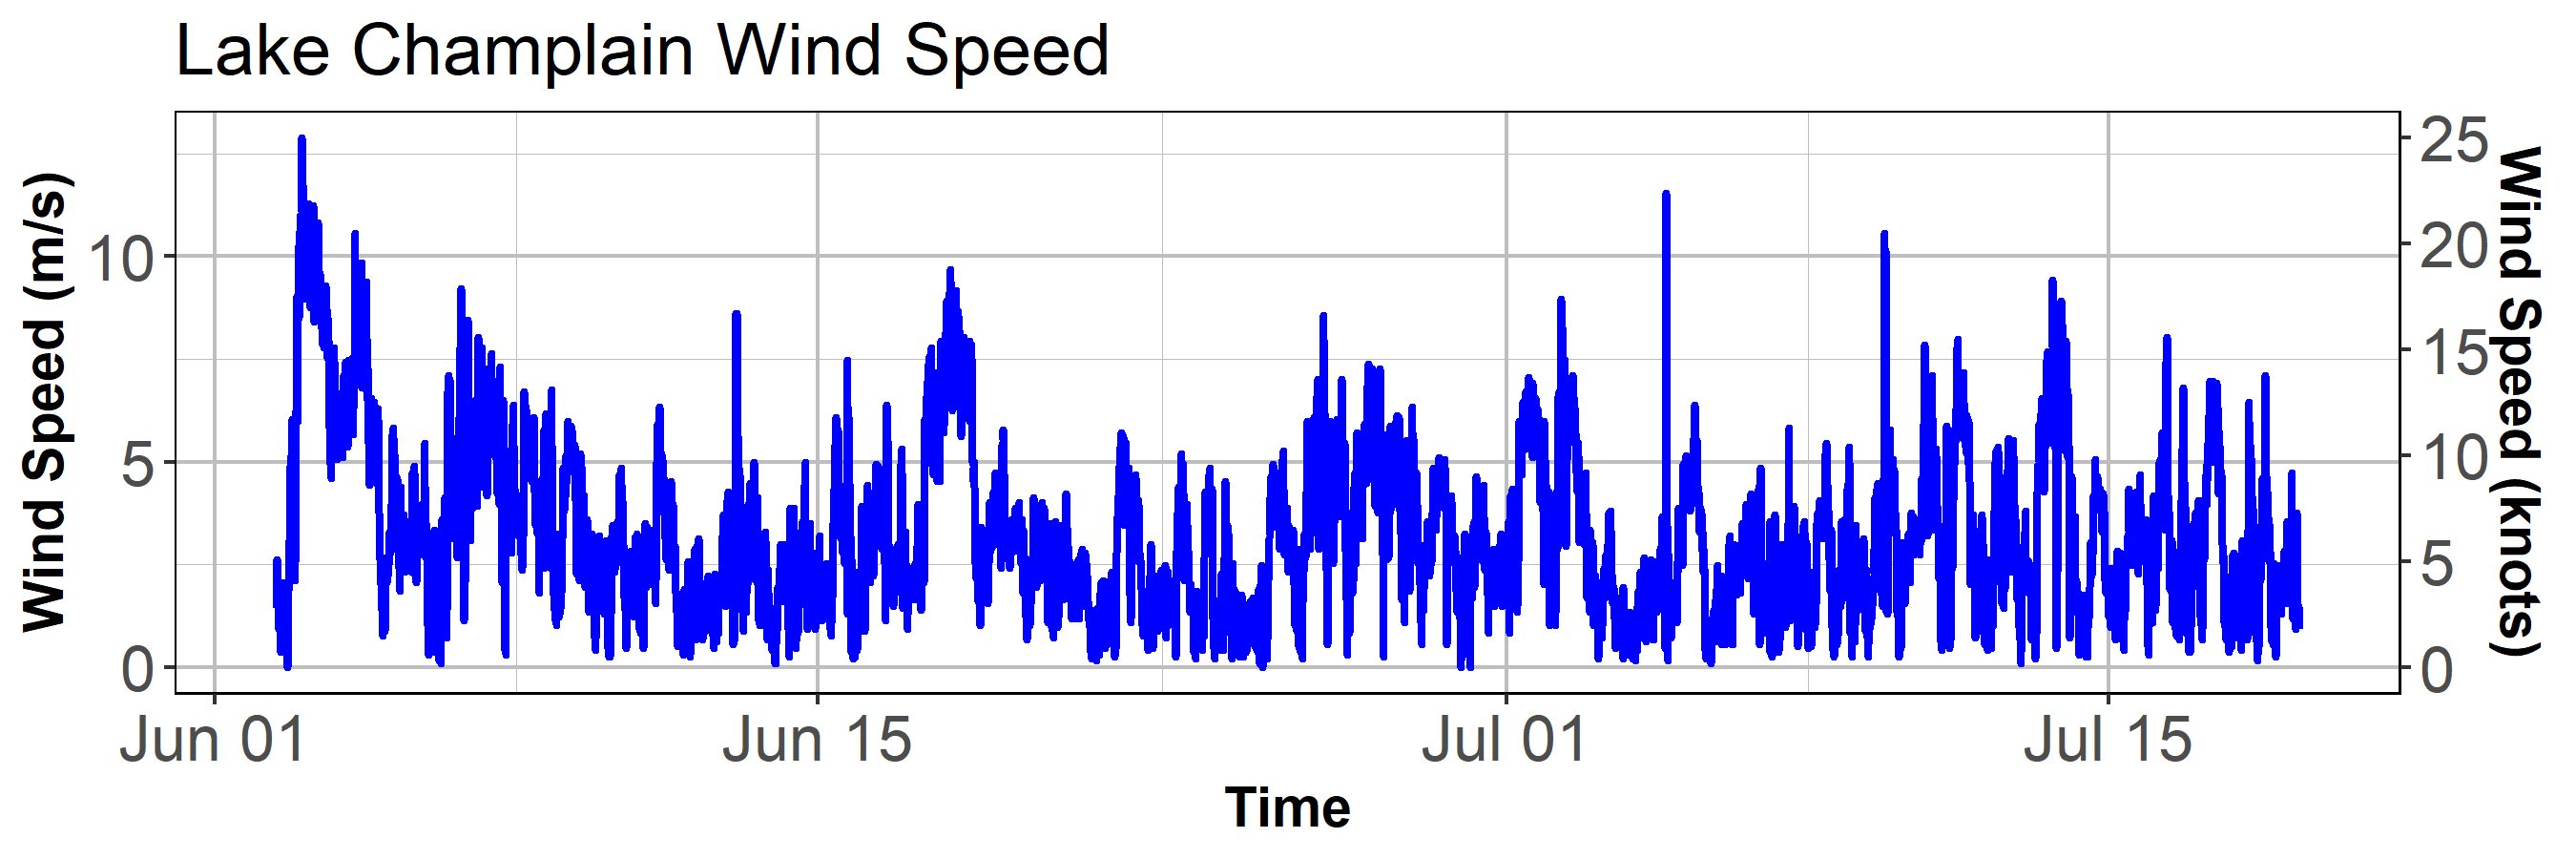 Lake Champlain Wind Speed
Wind Speed (m/s)
10
5
0
25
20
15
10
5
0
Wind Speed (knots)
Jun 01
Jun 15
Jul 01
Jul 15
Time